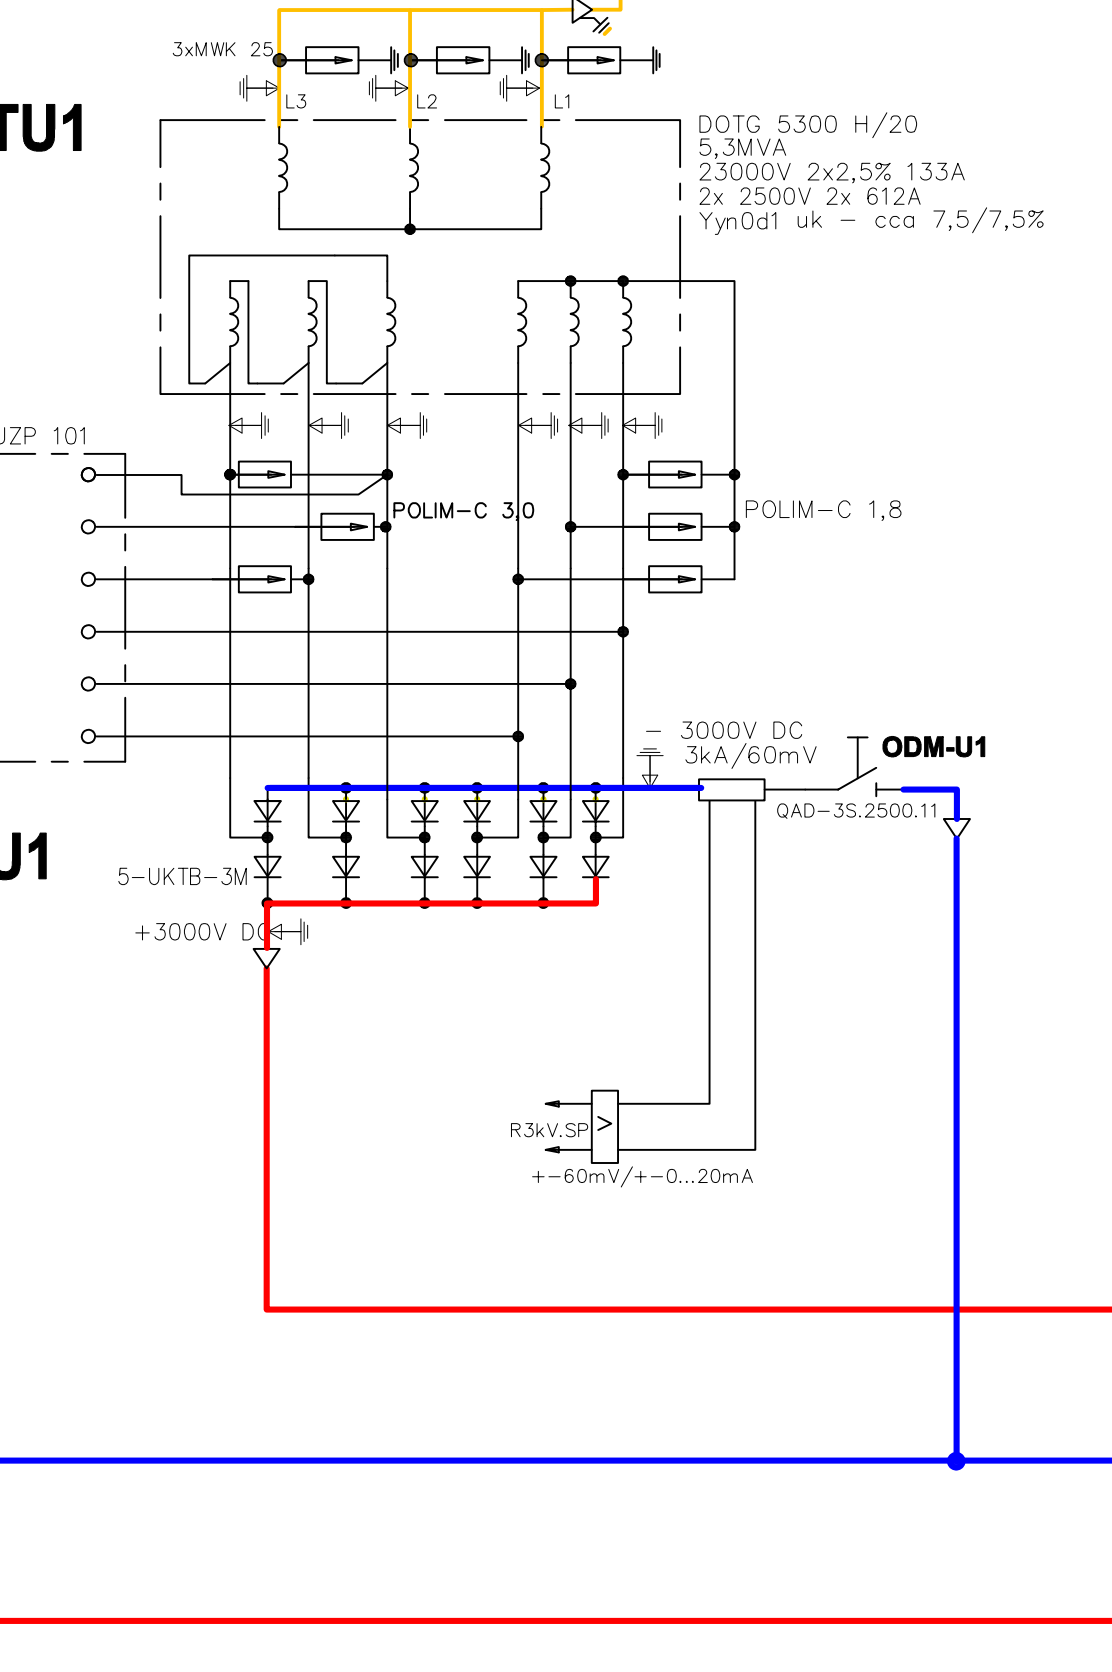 3xMWK 25
L3
L2
L1
TU1
DOTG 5300 H/20
5,3MVA
23000V 2x2,5% 133A
2x 2500V 2x 612A
Yyn0d1 uk – cca 7,5/7,5%
UZP 101
POLIM-C 3,0
POLIM-C 1,8
– 3000V DC
3kA/60mV
ODM-U1
QAD-3S.2500.11
U1
5-UKTB-3M
+3000V DC
R3kV.SP
>
+-60mV/+-0...20mA